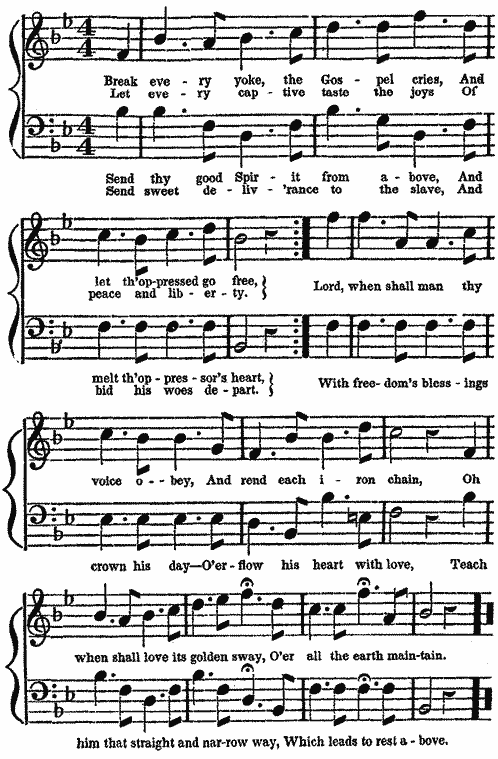 Break eve - ry yoke, the Gos - pel cries, And
Let eve - ry cap - tive taste the joys Of
Send thy good Spir - it from a - bove, And
Send sweet de - liv - 'rance to the slave, And
let th'op-pressed go free,
peace and lib - er - ty.
Lord, when shall man thy
melt th'op - pres - sor's heart,
bid his woes de - part.
With free - dom's bless - ings
voice o - - bey, And rend each i - ron chain, Oh
crown his day—O'er - flow his heart with love, Teach
when shall love its golden sway, O'er all the earth main-tain.
him that straight and nar-row way, Which leads to rest a - bove.